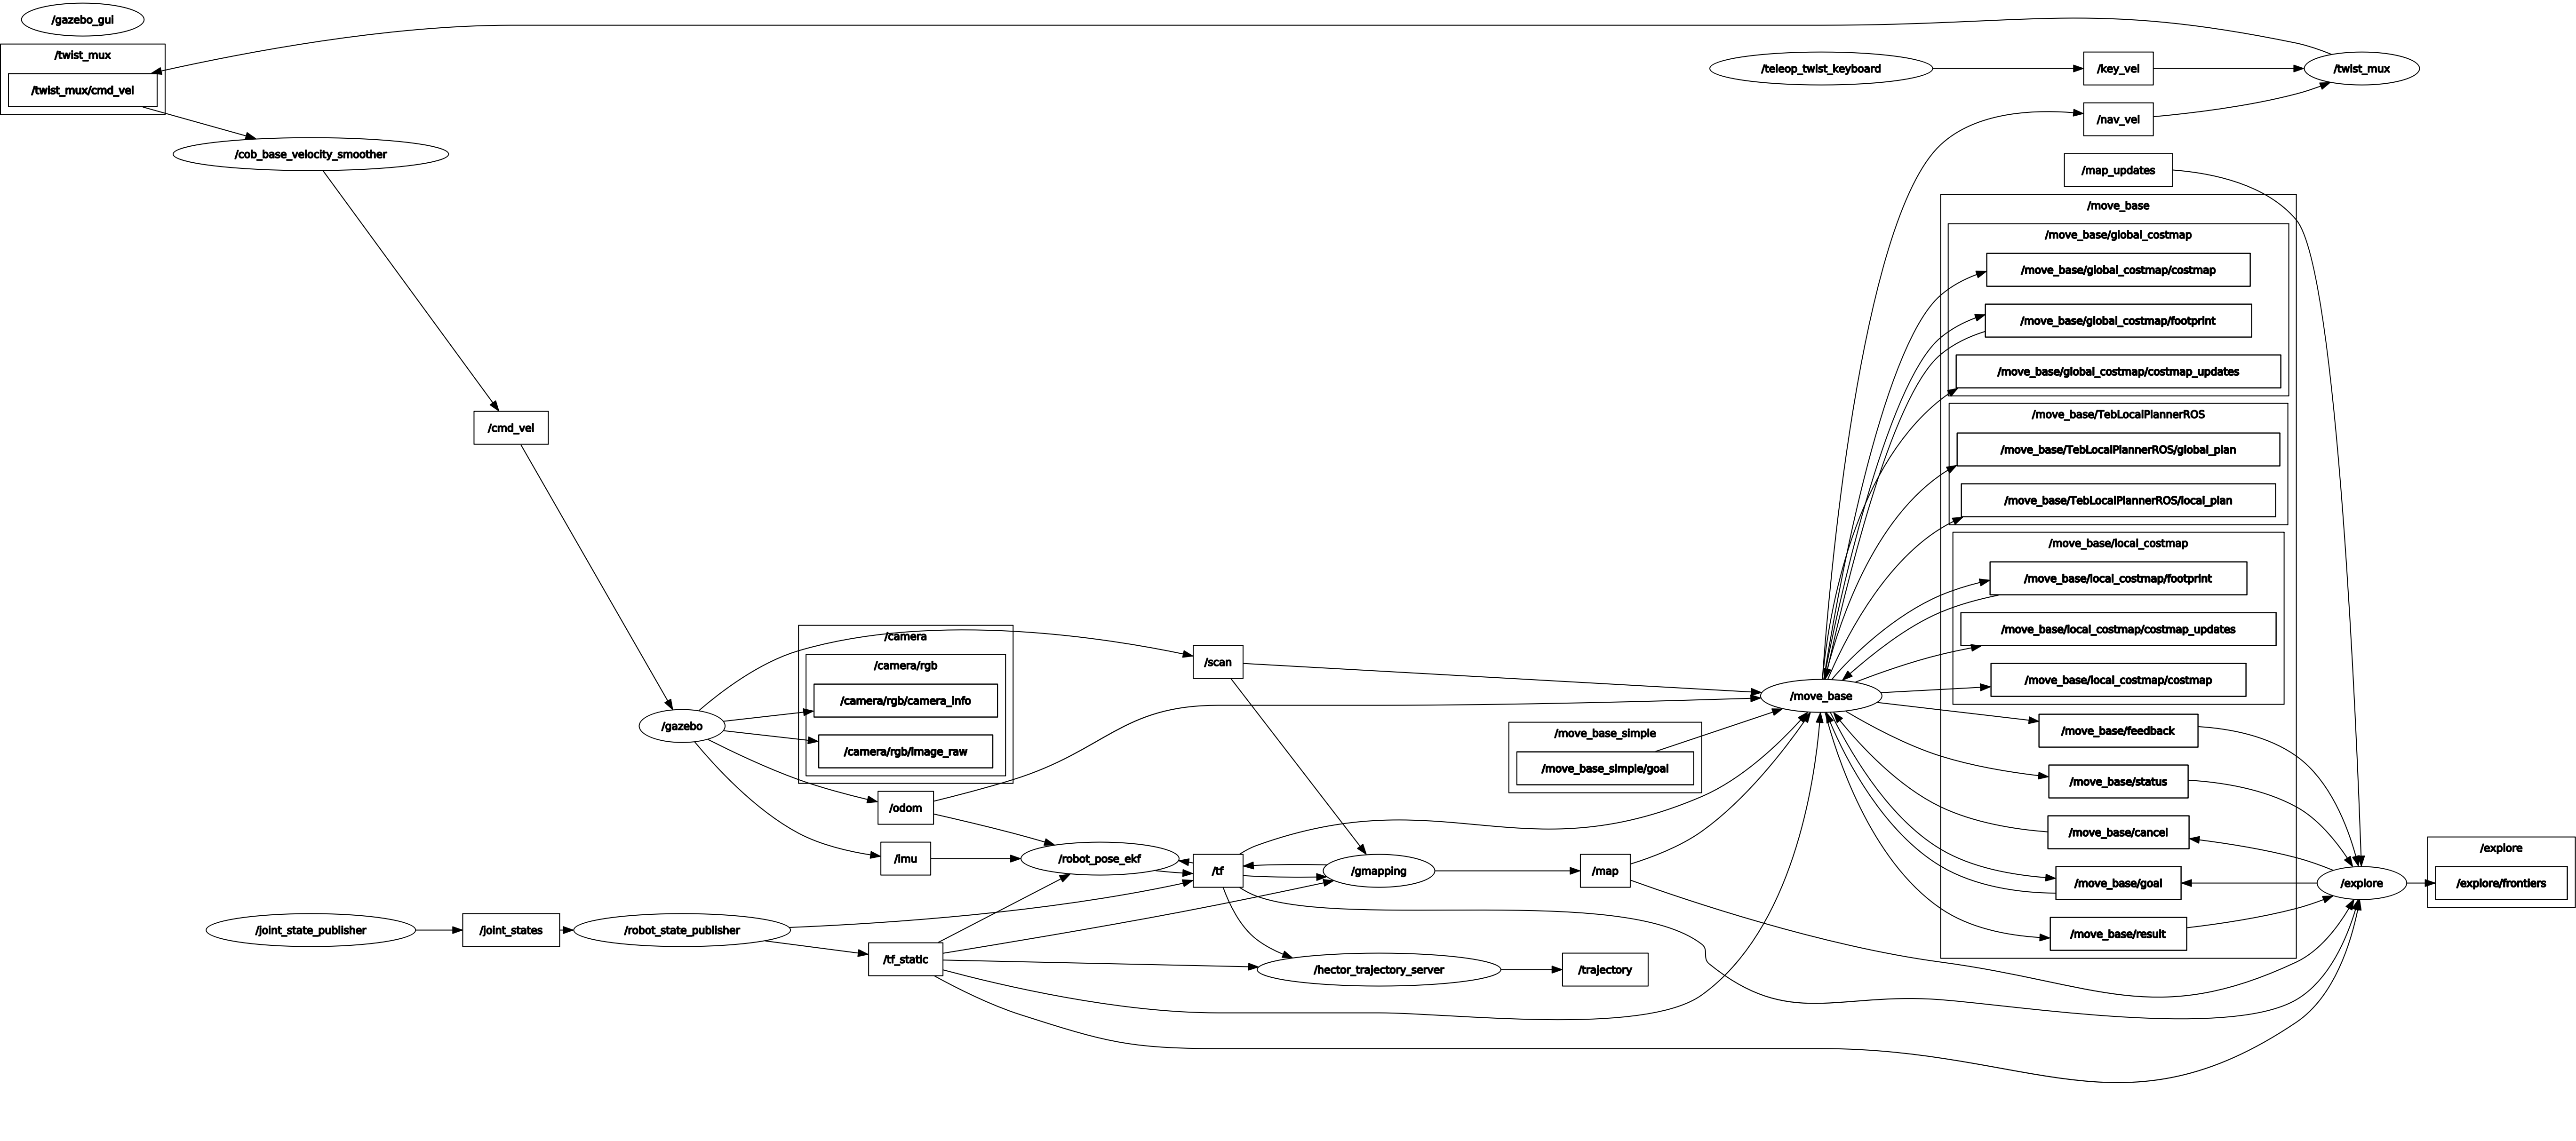 /gazebo_gui
/twist_mux
/twist_mux/cmd_vel
/cob_base_velocity_smoother
/cmd_vel
/joint_state_publisher
/joint_states
/gazebo
/robot_state_publisher
/camera
/camera/rgb
/camera/rgb/camera_info
/camera/rgb/image_raw
/odom
/imu
/tf_static
/robot_pose_ekf
/scan
/tf
/gmapping
/hector_trajectory_server
/move_base_simple
/move_base_simple/goal
/map
/trajectory
/teleop_twist_keyboard
/move_base
/key_vel
/nav_vel
/map_updates
/move_base
/move_base/global_costmap
/move_base/global_costmap/costmap
/move_base/global_costmap/footprint
/move_base/global_costmap/costmap_updates
/move_base/TebLocalPlannerROS
/move_base/TebLocalPlannerROS/global_plan
/move_base/TebLocalPlannerROS/local_plan
/move_base/local_costmap
/move_base/local_costmap/footprint
/move_base/local_costmap/costmap_updates
/move_base/local_costmap/costmap
/move_base/feedback
/move_base/status
/move_base/cancel
/move_base/goal
/move_base/result
/twist_mux
/explore
/explore
/explore/frontiers